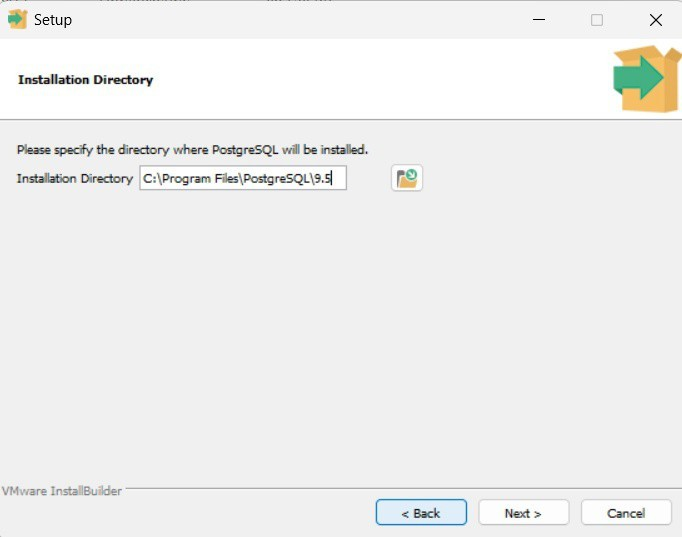 Setup
Installation Directory
Please specify the directory where PostgreSQL will be installed.
Installation Directory C:\Program Files\PostgreSQL\9.5
VMware InstallBuilder
< Back Next > Cancel